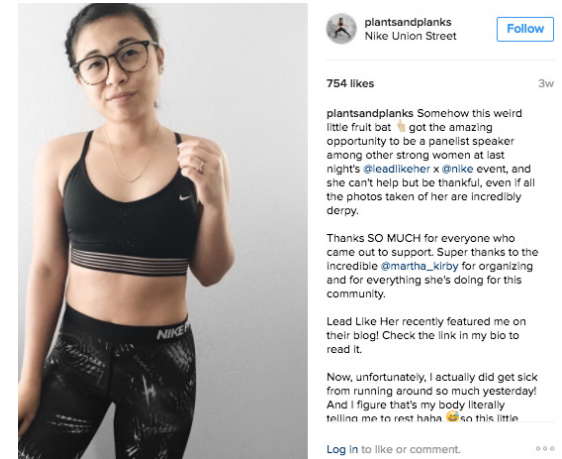 plantsandplanks
Nike Union Street
Follow
754 likes
3w
plantsandplanks Somehow this weird
little fruit bat 👆🏼 got the amazing
opportunity to be a panelist speaker
among other strong women at last
night's @leadlikeher x @nike event, and
she can't help but be thankful, even if all
the photos taken of her are incredibly
derpy.
Thanks SO MUCH for everyone who
came out to support. Super thanks to the
incredible @martha_kirby for organizing
and for everything she's doing for this
community.
Lead Like Her recently featured me on
their blog! Check the link in my bio to
read it.
Now, unfortunately, I actually did get sick
from running around so much yesterday!
And I figure that's my body literally
telling me to rest haha 😅 so this little
Log in to like or comment.
NIKE